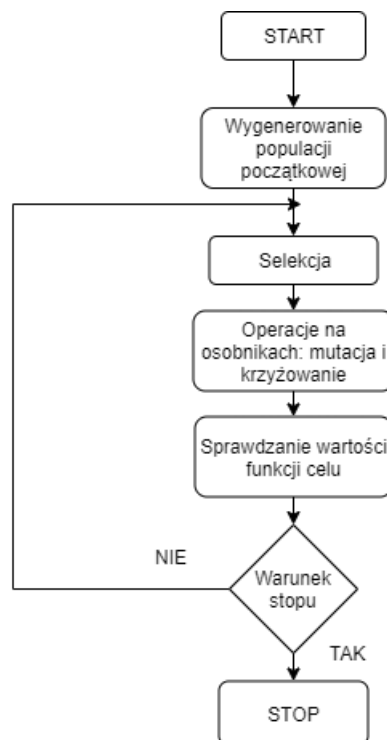 START
Wygenerowanie
populacji
początkowej
Selekcja
Operacje na
osobnikach: mutacja i
krzyżowanie
Sprawdzanie wartości
funkcji celu
NIE
Warunek
stopu
TAK
STOP